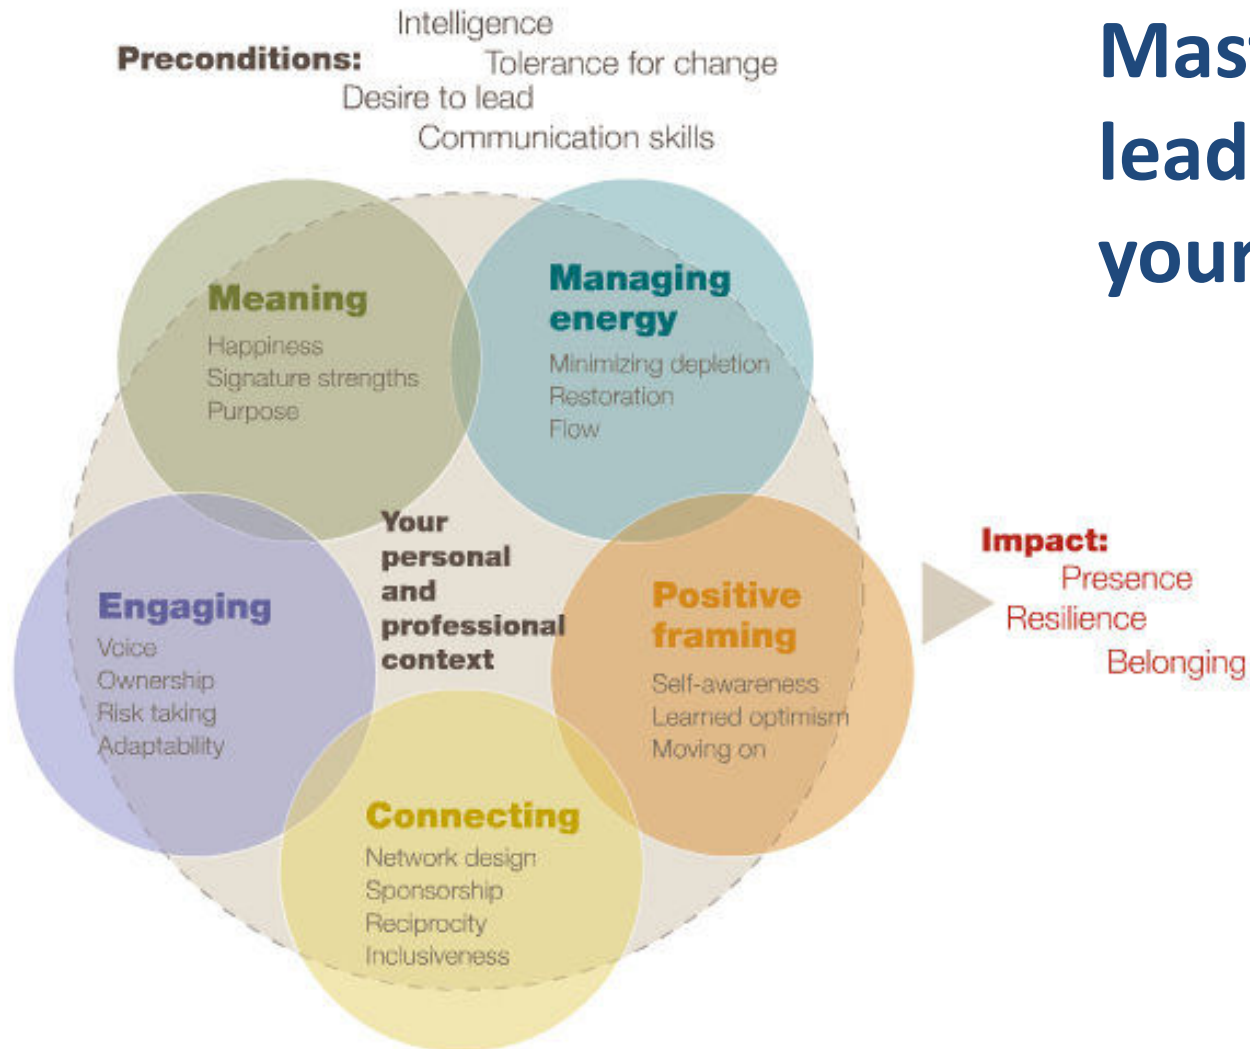 Mas
lead
your
Intelligence
Preconditions:
Tolerance for change
Desire to lead
Communication skills
Meaning
Happiness
Signature strengths
Purpose
Managing
energy
Minimizing depletion
Restoration
Flow
Your
personal
and
professional
context
Engaging
Voice
Ownership
Risk taking
Adaptability
Positive
framing
Self-awareness
Learned optimism
Moving on
Connecting
Network design
Sponsorship
Reciprocity
Inclusiveness
Impact:
Presence
Resilience
Belonging